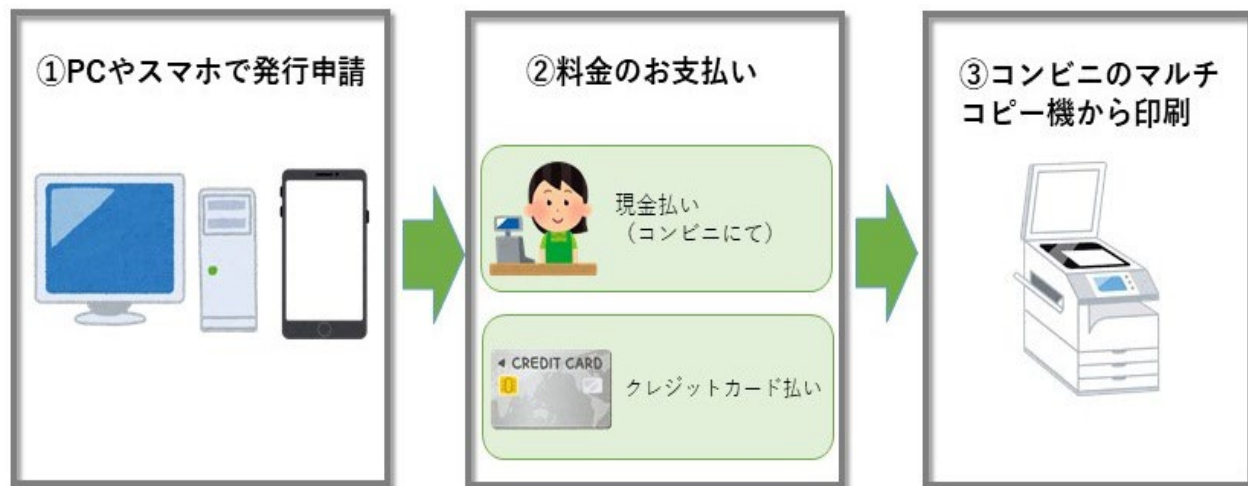 ①PCやスマホで発行申請
②料金のお支払い
現金払い
（コンビニにて）
CREDIT CARD
クレジットカード払い
③コンビニのマルチ
コピー機から印刷